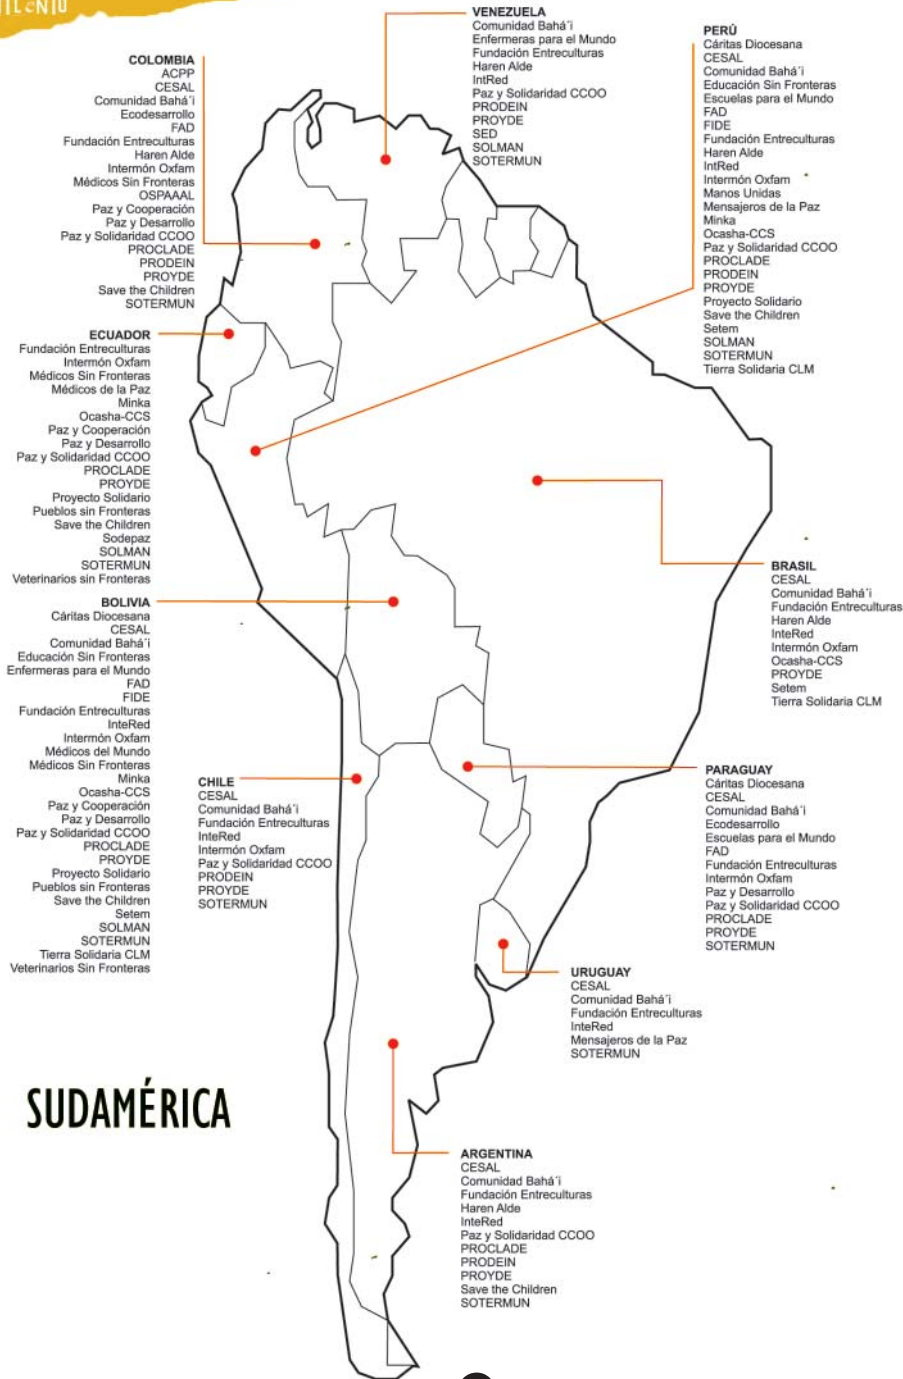 VENEZUELA
Comunidad Bahá´i
Enfermeras para el Mundo
Fundación Entreculturas
Haren Alde
IntRed
Paz y Solidaridad CCOO
PRODEIN
PROYDE
SED
SOLMAN
SOTERMUN
PERÚ
Cáritas Diocesana
CESAL
Comunidad Bahá´i
Educación Sin Fronteras
Escuelas para el Mundo
FAD
FIDE
Fundación Entreculturas
Haren Alde
IntRed
Intermón Oxfam
Manos Unidas
Mensajeros de la Paz
Minka
Ocasha-CCS
Paz y Solidaridad CCOO
PROCLADE
PRODEIN
PROYDE
Proyecto Solidario
Save the Children
Setem
SOLMAN
SOTERMUN
Tierra Solidaria CLM
COLOMBIA
ACPP
CESAL
Comunidad Bahá´i
Ecodesarrollo
FAD
Fundación Entreculturas
Haren Alde
Intermón Oxfam
Médicos Sin Fronteras
OSPAAAL
Paz y Cooperación
Paz y Desarrollo
Paz y Solidaridad CCOO
PROCLADE
PRODEIN
PROYDE
Save the Children
SOTERMUN
ECUADOR
Fundación Entreculturas
Intermón Oxfam
Médicos Sin Fronteras
Médicos de la Paz
Minka
Ocasha-CCS
Paz y Cooperación
Paz y Desarrollo
Paz y Solidaridad CCOO
PROCLADE
PROYDE
Proyecto Solidario
Pueblos sin Fronteras
Save the Children
Sodepaz
SOLMAN
SOTERMUN
Veterinarios sin Fronteras
BRASIL
CESAL
Comunidad Bahá´i
Fundación Entreculturas
Haren Alde
InteRed
Intermón Oxfam
Ocasha-CCS
PROYDE
Setem
Tierra Solidaria CLM
BOLIVIA
Cáritas Diocesana
CESAL
Comunidad Bahá´i
Educación Sin Fronteras
Enfermeras para el Mundo
FAD
FIDE
Fundación Entreculturas
InteRed
Intermón Oxfam
Médicos del Mundo
Médicos Sin Fronteras
Minka
Ocasha-CCS
Paz y Cooperación
Paz y Desarrollo
Paz y Solidaridad CCOO
PROCLADE
PROYDE
Proyecto Solidario
Pueblos sin Fronteras
Save the Children
Setem
SOLMAN
SOTERMUN
Tierra Solidaria CLM
Veterinarios Sin Fronteras
CHILE
CESAL
Comunidad Bahá´i
Fundación Entreculturas
InteRed
Intermón Oxfam
Paz y Solidaridad CCOO
PRODEIN
PROYDE
SOTERMUN
PARAGUAY
Cáritas Diocesana
CESAL
Comunidad Bahá´i
Ecodesarrollo
Escuelas para el Mundo
FAD
Fundación Entreculturas
Intermón Oxfam
Paz y Desarrollo
Paz y Solidaridad CCOO
PROCLADE
PROYDE
SOTERMUN
URUGUAY
CESAL
Comunidad Bahá´i
Fundación Entreculturas
InteRed
Mensajeros de la Paz
SOTERMUN
SUDAMÉRICA
ARGENTINA
CESAL
Comunidad Bahá´i
Fundación Entreculturas
Haren Alde
InteRed
Paz y Solidaridad CCOO
PROCLADE
PRODEIN
PROYDE
Save the Children
SOTERMUN